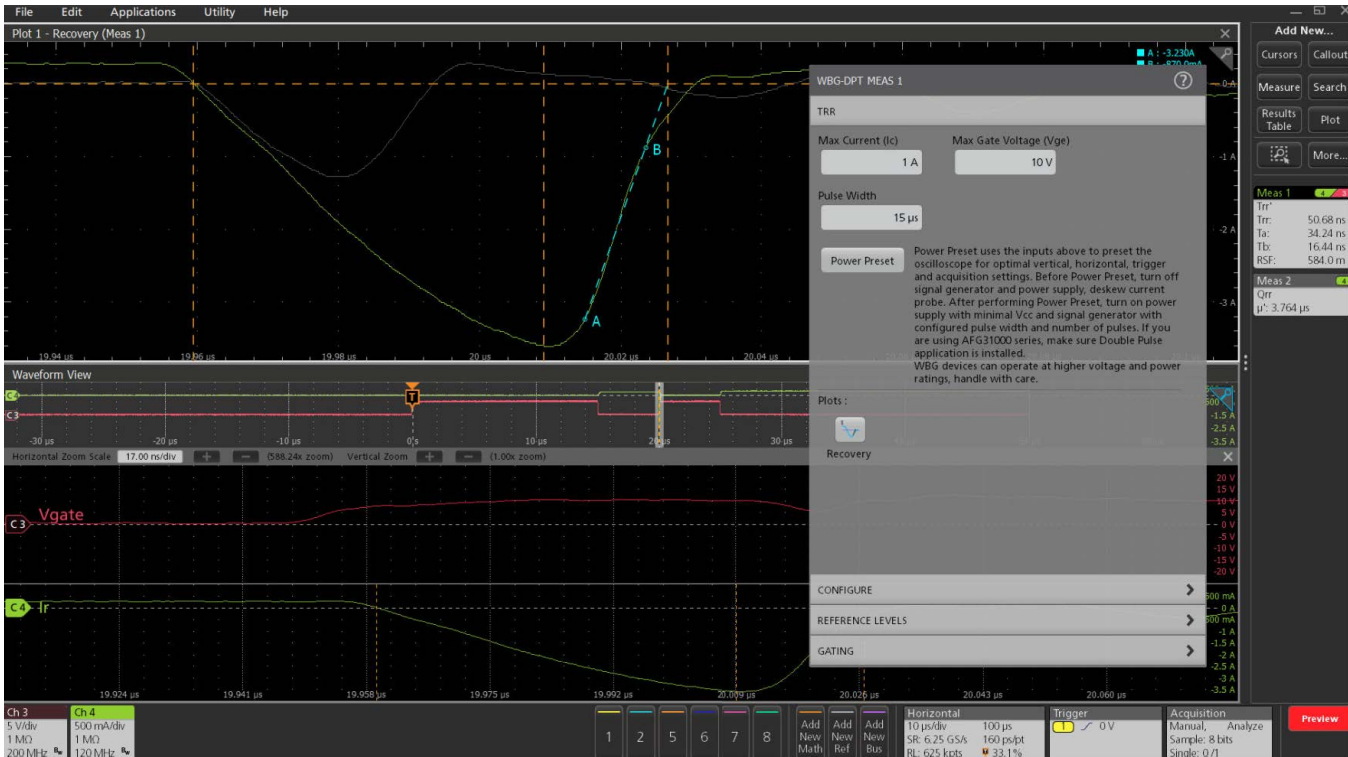 File Edit Applications Utility Help
Plot 1 - Recovery (Meas 1)
A : -3.230A
B : -870.0mA
0 A
-1 A
-2 A
-3 A
B
A
19.94 us 19.96 us 19.98 us 20 us 20.02 us 20.04 us
Waveform View
C4
C3
T
-1.5 A
-2.5 A
-3.5 A
-30 µs -20 µs -10 µs 0 s 10 µs 20 µs 30 µs
Horizontal Zoom Scale 17.00 ns/div (588.24x zoom) Vertical Zoom (1.00x zoom)
20 V
15 V
10 V
5 V
0 V
-5 V
-10 V
-15 V
-20 V
C3 Vgate
C4 Ir
500 mA
0 A
-1 A
-1.5 A
-2 A
-2.5 A
-3 A
-3.5 A
19.924 µs 19.941 µs 19.958 µs 19.975 µs 19.992 µs 20.009 µs 20.026 µs 20.043 µs 20.060 µs
WBG-DPT MEAS 1
?
TRR
Max Current (Ic) Max Gate Voltage (Vge)
1 A 10 V
Pulse Width
15 µs
Power Preset
Power Preset uses the inputs above to preset the
oscilloscope for optimal vertical, horizontal, trigger
and acquisition settings. Before Power Preset, turn off
signal generator and power supply, deskew current
probe. After performing Power Preset, turn on power
supply with minimal Vcc and signal generator with
configured pulse width and number of pulses. If you
are using AFG31000 series, make sure Double Pulse
application is installed.
WBG devices can operate at higher voltage and power
ratings, handle with care.
Plots :
Recovery
CONFIGURE
REFERENCE LEVELS
GATING
Add New...
Cursors Callout
Measure Search
Results Table Plot
More...
Meas 1
Trr'
Trr: 50.68 ns
Ta: 34.24 ns
Tb: 16.44 ns
RSF: 584.0 m
Meas 2
Qrr
µ': 3.764 µs
Ch 3
5 V/div
1 MΩ
200 MHz
Ch 4
500 mA/div
1 MΩ
120 MHz
1 2 5 6 7 8
Add New Math
Add New Ref
Add New Bus
Horizontal
10 µs/div 100 µs
SR: 6.25 GS/s 160 ps/pt
RL: 625 kpts 33.1%
Trigger
1 0 V
Acquisition
Manual, Analyze
Sample: 8 bits
Single: 0 /1
Preview